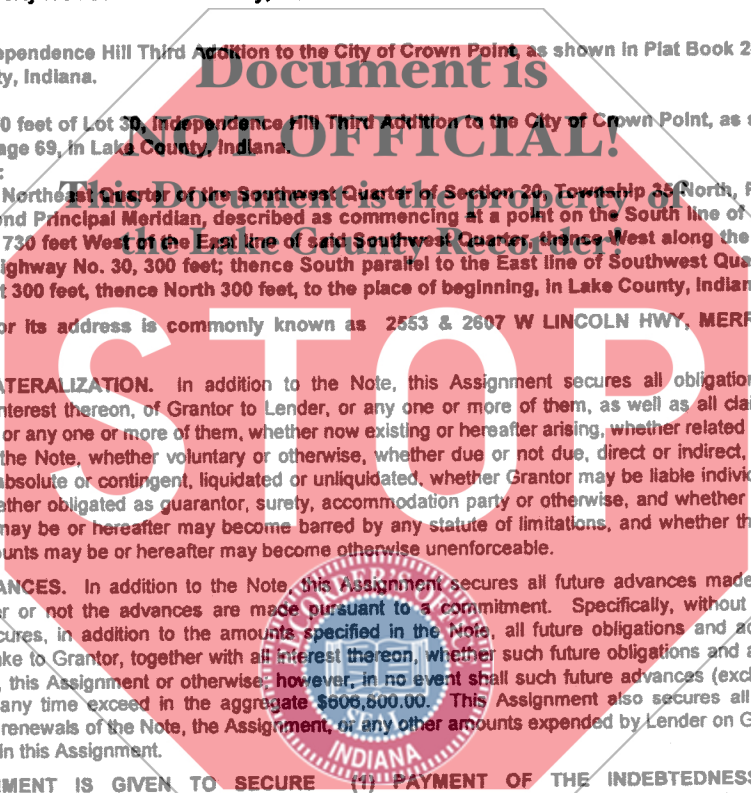 ependence Hill Third Addition to the City of Crown Point, as shown in Plat Book 2
ty, Indiana.
Document is
0 feet of Lot 30, Independence Hill Third Addition to the City of Crown Point, as s
NOT OFFICIAL!
age 69, in Lake County, Indiana.
:
Northeast Quarter of the Southwest Quarter of Section 20, Township 35 North, R
This Document is the property of
ond Principal Meridian, described as commencing at a point on the South line of
730 feet West of the East line of said Southwest Quarter, thence West along the
the Lake County Recorder!
ighway No. 30, 300 feet; thence South parallel to the East line of Southwest Qua
t 300 feet, thence North 300 feet, to the place of beginning, in Lake County, Indian
or its address is commonly known as 2553 & 2607 W LINCOLN HWY, MERR
STOP
ATERALIZATION. In addition to the Note, this Assignment secures all obligation
nterest thereon, of Grantor to Lender, or any one or more of them, as well as all clai
or any one or more of them, whether now existing or hereafter arising, whether related
the Note, whether voluntary or otherwise, whether due or not due, direct or indirect,
absolute or contingent, liquidated or unliquidated, whether Grantor may be liable individ
ether obligated as guarantor, surety, accommodation party or otherwise, and whether
may be or hereafter may become barred by any statute of limitations, and whether th
ounts may be or hereafter may become otherwise unenforceable.
ANCES. In addition to the Note, this Assignment secures all future advances made
er or not the advances are made pursuant to a commitment. Specifically, without
cures, in addition to the amounts specified in the Note, all future obligations and ad
ake to Grantor, together with all interest thereon, whether such future obligations and a
, this Assignment or otherwise; however, in no event shall such future advances (excl
any time exceed in the aggregate This Assignment also secures all
renewals of the Note, the Assignment, or any other amounts expended by Lender on G
in this Assignment.
INDIANA
MENT IS GIVEN TO SECURE (1) PAYMENT OF THE INDEBTEDNESS